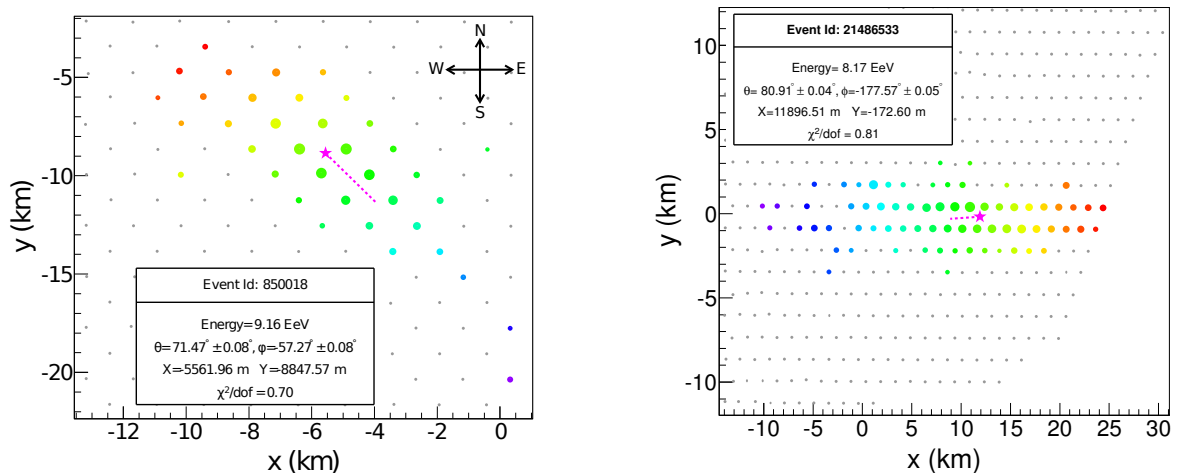 N
W E
S
−5
−10
−15
−20
y (km)
Event Id: 850018
Energy=9.16 EeV
θ=71.47° ± 0.08°, φ=-57.27° ± 0.08°
X=-5561.96 m Y=-8847.57 m
χ²/dof = 0.70
−12 −10 −8 −6 −4 −2 0
x (km)
Event Id: 21486533
Energy= 8.17 EeV
θ= 80.91° ± 0.04°, ϕ=-177.57° ± 0.05°
X=11896.51 m Y=-172.60 m
χ²/dof = 0.81
10
5
0
-5
-10
y (km)
-10 -5 0 5 10 15 20 25 30
x (km)